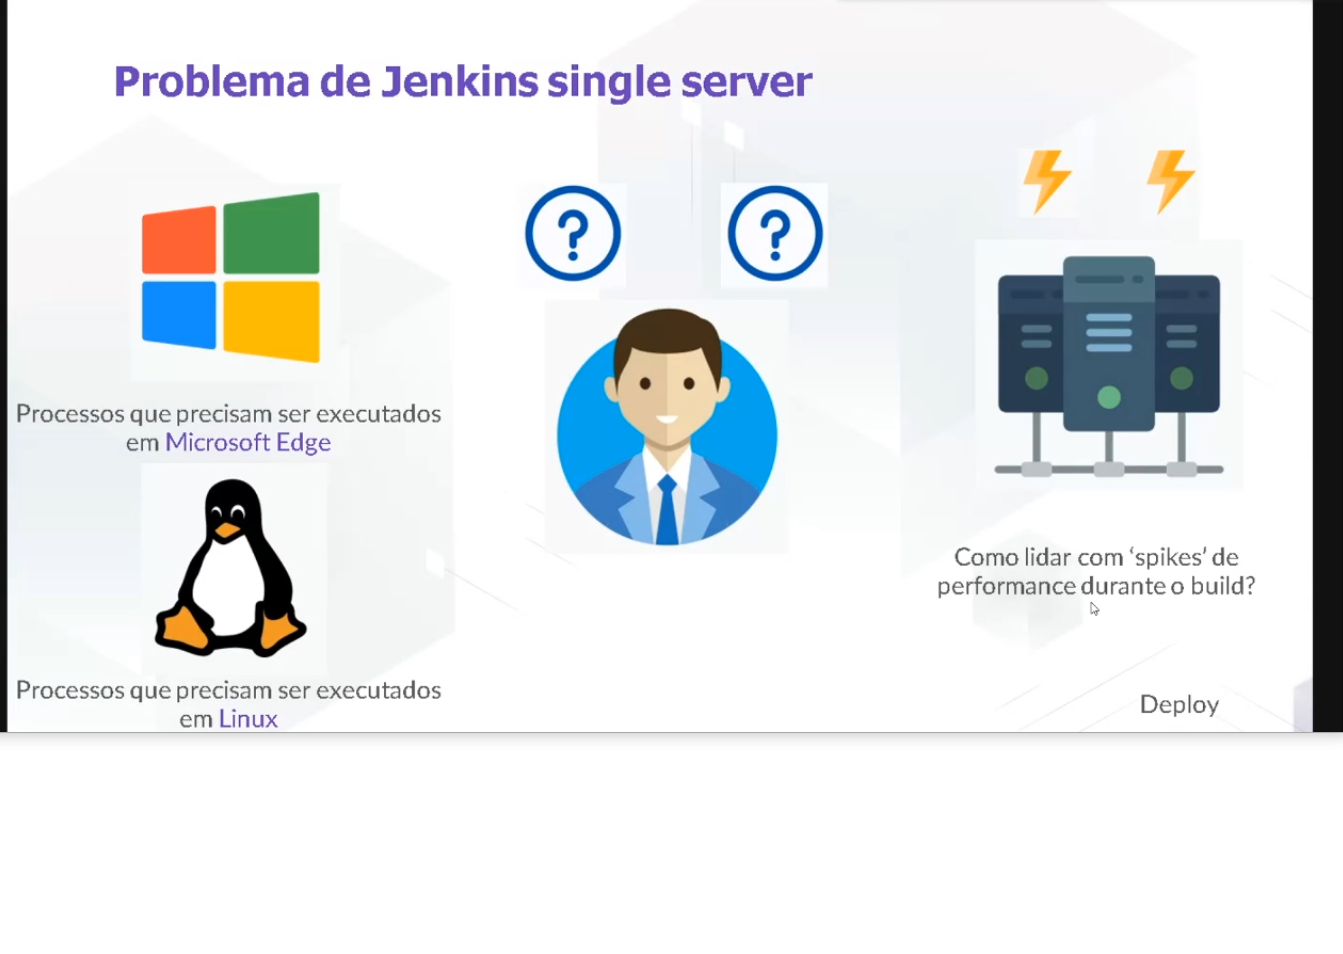 Problema de Jenkins single server
Processos que precisam ser executados
em Microsoft Edge
Processos que precisam ser executados
em Linux
Como lidar com ‘spikes’ de
performance durante o build?
Deploy